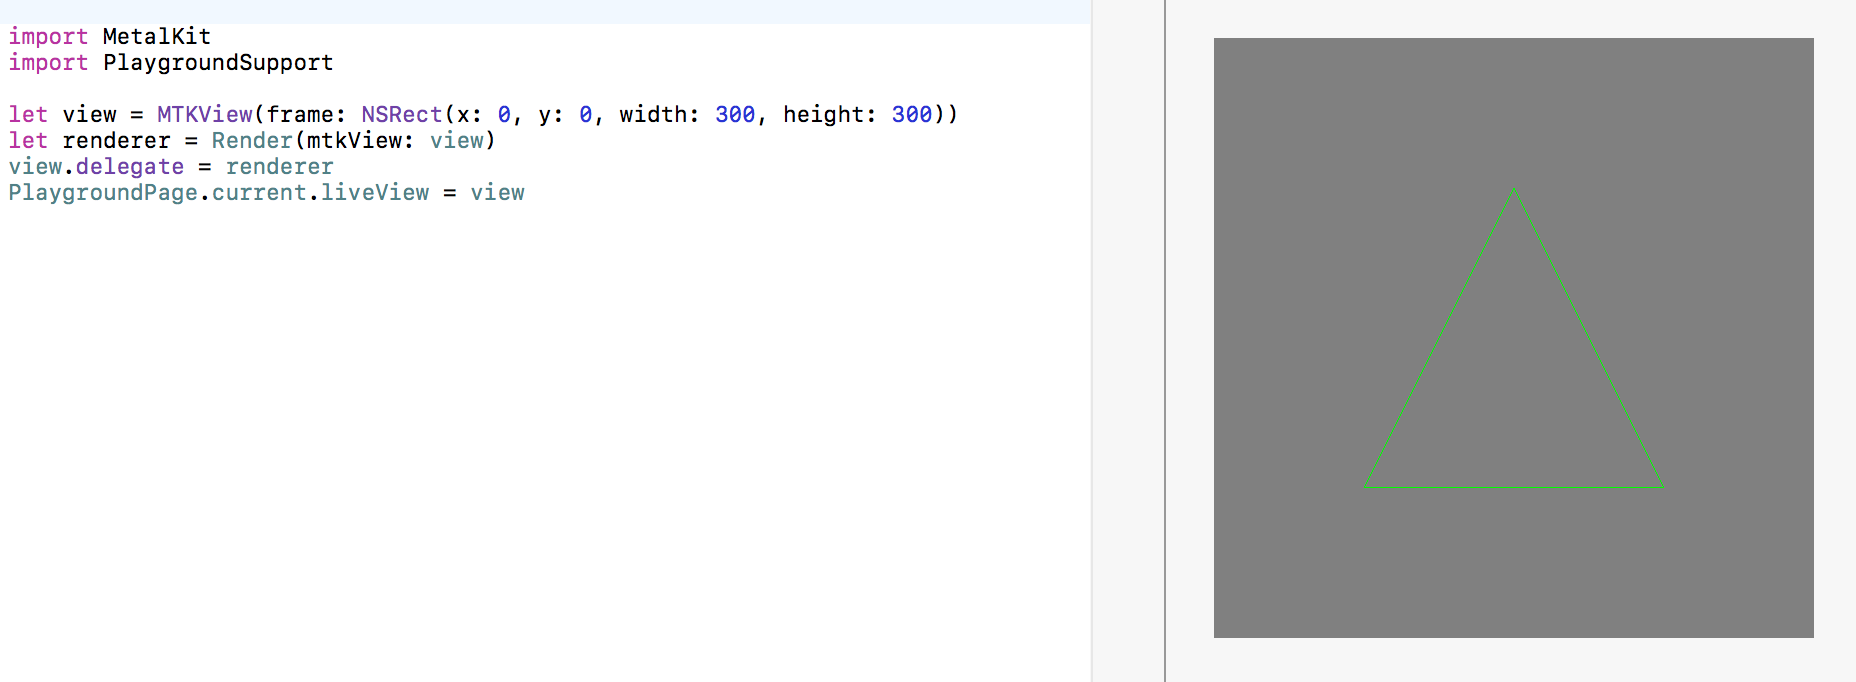 import MetalKit
import PlaygroundSupport
let view = MTKView(frame: NSRect(x: 0, y: 0, width: 300, height: 300))
let renderer = Render(mtkView: view)
view.delegate = renderer
PlaygroundPage.current.liveView = view